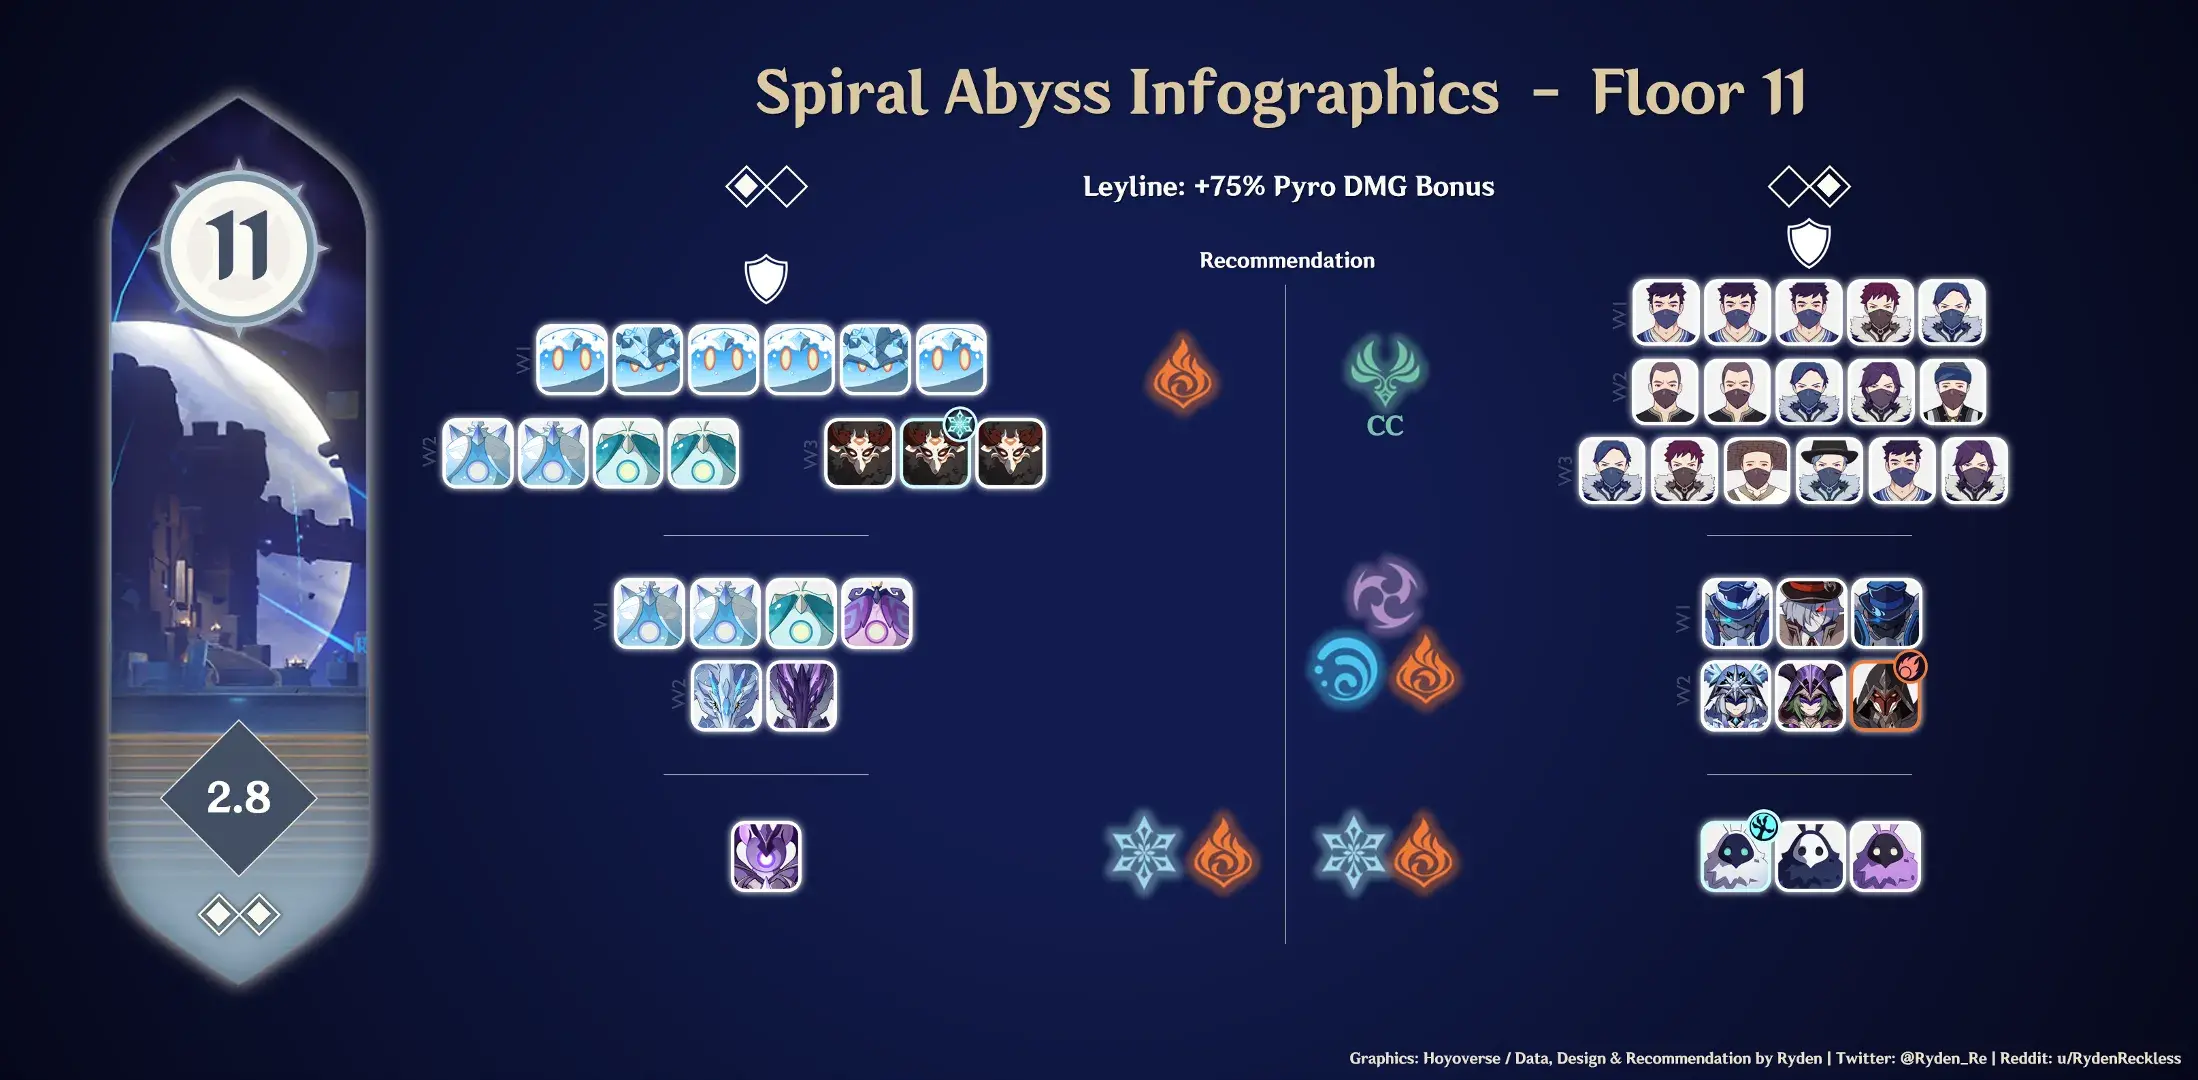 Spiral Abyss Infographics - Floor 11
Leyline: +75% Pyro DMG Bonus
11
Recommendation
W1
W1
W2
CC
W2
W3
W3
W1
W1
W2
W2
2.8
Graphics: Hoyoverse / Data, Design & Recommendation by Ryden | Twitter: @Ryden_Re | Reddit: u/RydenReckless